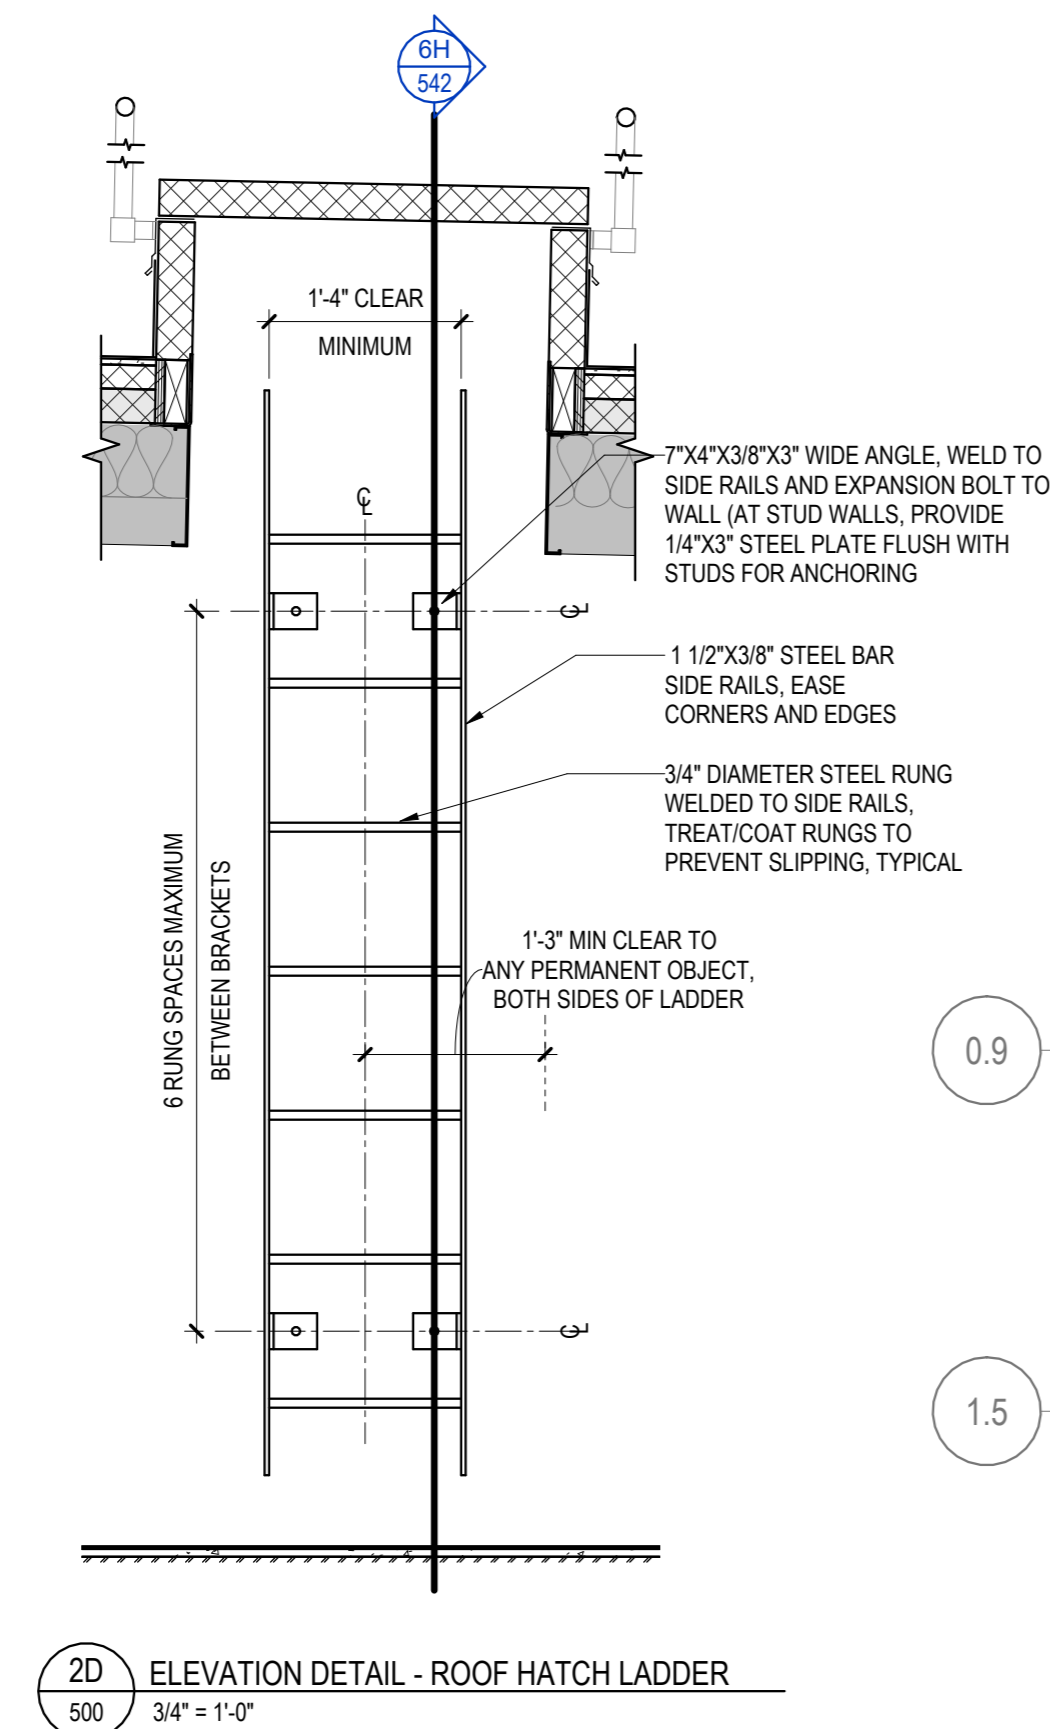 6H
542
1'-4" CLEAR
MINIMUM
℄
7"X4"X3/8"X3" WIDE ANGLE, WELD TO
SIDE RAILS AND EXPANSION BOLT TO
WALL (AT STUD WALLS, PROVIDE
1/4"X3" STEEL PLATE FLUSH WITH
STUDS FOR ANCHORING
℄
1 1/2"X3/8" STEEL BAR
SIDE RAILS, EASE
CORNERS AND EDGES
3/4" DIAMETER STEEL RUNG
WELDED TO SIDE RAILS,
TREAT/COAT RUNGS TO
PREVENT SLIPPING, TYPICAL
6 RUNG SPACES MAXIMUM
BETWEEN BRACKETS
1'-3" MIN CLEAR TO
ANY PERMANENT OBJECT,
BOTH SIDES OF LADDER
0.9
℄
1.5
2D
500
ELEVATION DETAIL - ROOF HATCH LADDER
3/4" = 1'-0"